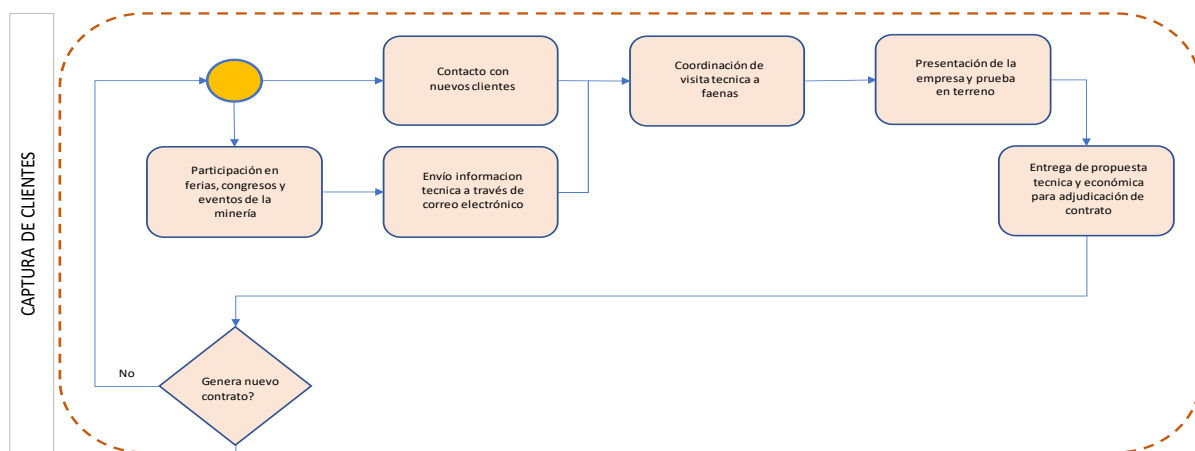 CAPTURA DE CLIENTES
Contacto con
nuevos clientes
Coordinación de
visita tecnica a
faenas
Presentación de la
empresa y prueba
en terreno
Participación en
ferias, congresos y
eventos de la
minería
Envío informacion
tecnica a través de
correo electrónico
Entrega de propuesta
tecnica y económica
para adjudicación de
contrato
No
Genera nuevo
contrato?